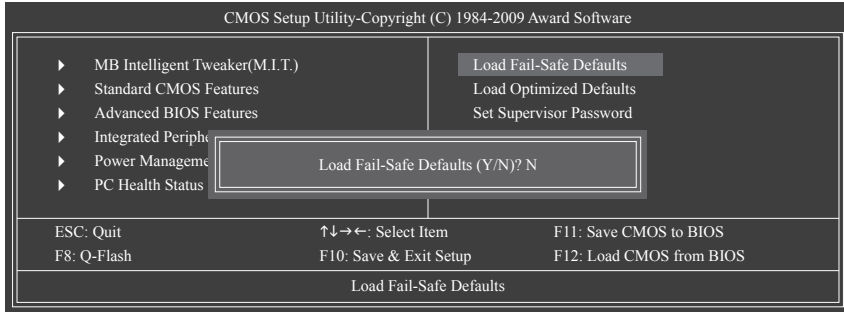 CMOS Setup Utility-Copyright (C) 1984-2009 Award Software
MB Intelligent Tweaker(M.I.T.)
Standard CMOS Features
Advanced BIOS Features
Integrated Periphe
Power Manageme
PC Health Status
Load Fail-Safe Defaults
Load Optimized Defaults
Set Supervisor Password
Load Fail-Safe Defaults (Y/N)? N
ESC: Quit
↑↓→←: Select Item
F11: Save CMOS to BIOS
F8: Q-Flash
F10: Save & Exit Setup
F12: Load CMOS from BIOS
Load Fail-Safe Defaults